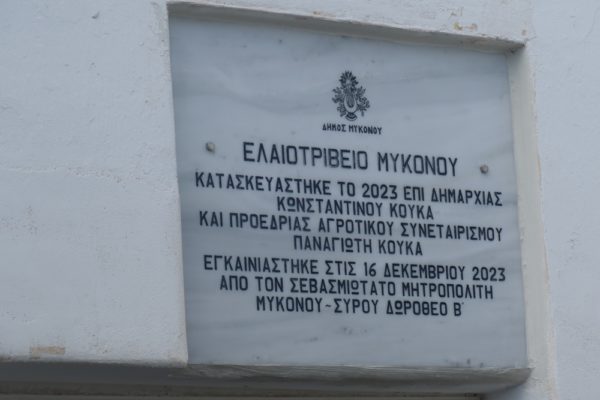 ΔΗΜΟΣ ΜΥΚΟΝΟΥ
ΕΛΑΙΟΤΡΙΒΕΙΟ ΜΥΚΟΝΟΥ
ΚΑΤΑΣΚΕΥΑΣΤΗΚΕ ΤΟ 2023 ΕΠΙ ΔΗΜΑΡΧΙΑΣ
ΚΩΝΣΤΑΝΤΙΝΟΥ ΚΟΥΚΑ
ΚΑΙ ΠΡΟΕΔΡΙΑΣ ΑΓΡΟΤΙΚΟΥ ΣΥΝΕΤΑΙΡΙΣΜΟΥ
ΠΑΝΑΓΙΩΤΗ ΚΟΥΚΑ
ΕΓΚΑΙΝΙΑΣΤΗΚΕ ΣΤΙΣ 16 ΔΕΚΕΜΒΡΙΟΥ 2023
ΑΠΟ ΤΟΝ ΣΕΒΑΣΜΙΩΤΑΤΟ ΜΗΤΡΟΠΟΛΙΤΗ
ΜΥΚΟΝΟΥ~ΣΥΡΟΥ ΔΩΡΟΘΕΟ Β΄